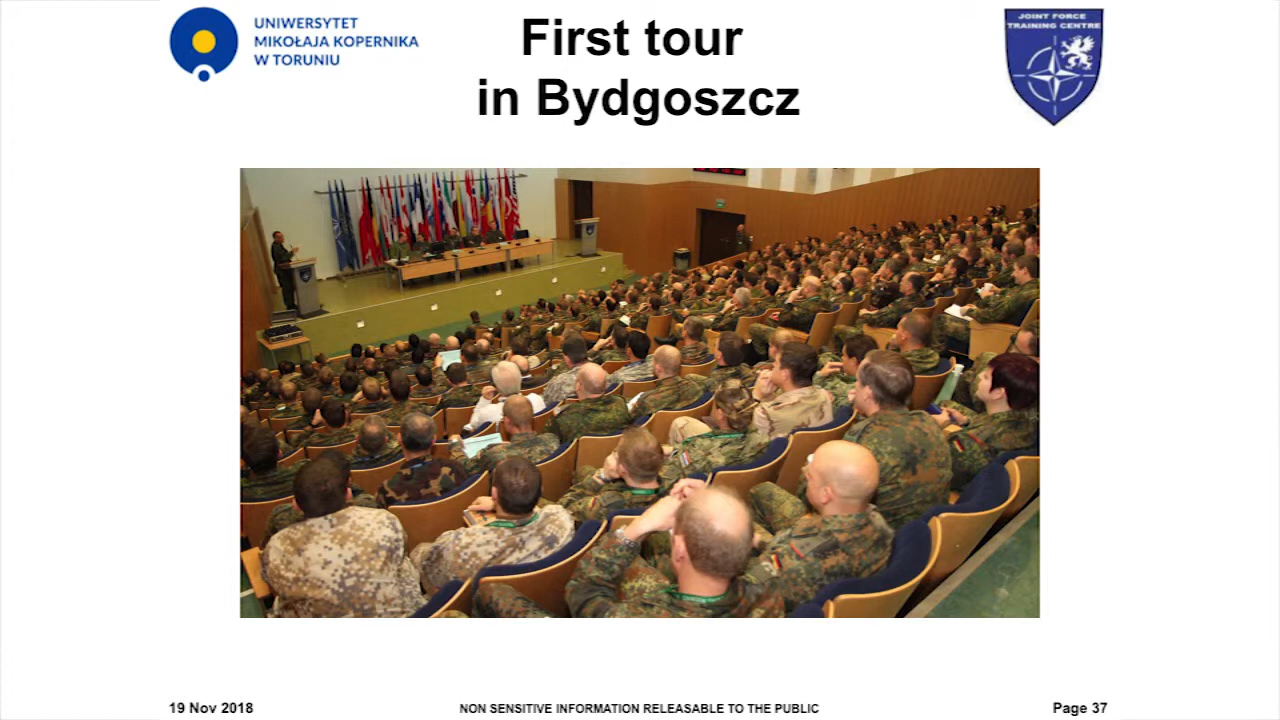 UNIWERSYTET
MIKOŁAJA KOPERNIKA
W TORUNIU
First tour
in Bydgoszcz
JOINT FORCE
TRAINING CENTRE
19 Nov 2018
NON SENSITIVE INFORMATION RELEASABLE TO THE PUBLIC
Page 37